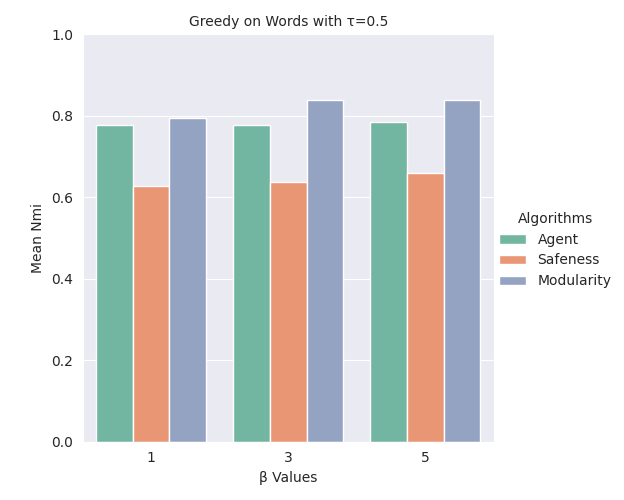 Greedy on Words with τ=0.5
1.0
0.8
0.6
0.4
0.2
0.0
Mean Nmi
1 3 5
β Values
Algorithms
Agent
Safeness
Modularity